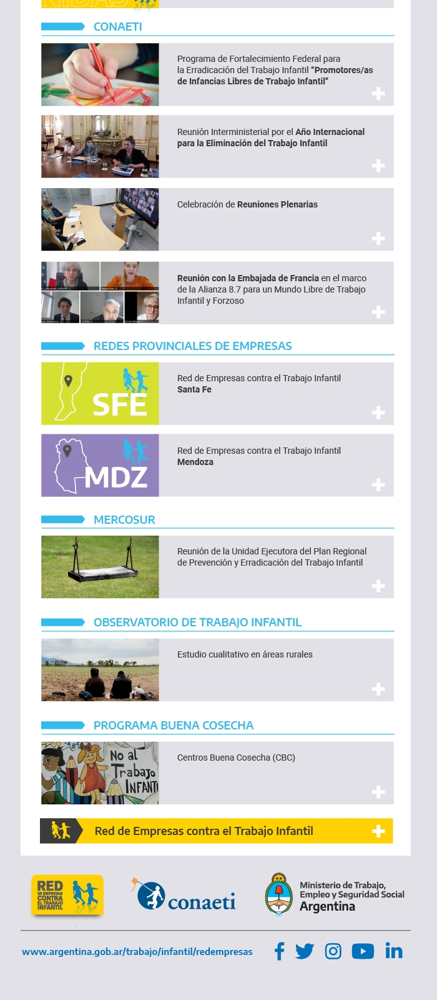 CONAETI
Programa de Fortalecimiento Federal para
la Erradicación del Trabajo Infantil “Promotores/as
de Infancias Libres de Trabajo Infantil”
Reunión Interministerial por el Año Internacional
para la Eliminación del Trabajo Infantil
Celebración de Reuniones Plenarias
Reunión con la Embajada de Francia en el marco
de la Alianza 8.7 para un Mundo Libre de Trabajo
Infantil y Forzoso
REDES PROVINCIALES DE EMPRESAS
SFE
Red de Empresas contra el Trabajo Infantil
Santa Fe
MDZ
Red de Empresas contra el Trabajo Infantil
Mendoza
MERCOSUR
Reunión de la Unidad Ejecutora del Plan Regional
de Prevención y Erradicación del Trabajo Infantil
OBSERVATORIO DE TRABAJO INFANTIL
Estudio cualitativo en áreas rurales
PROGRAMA BUENA COSECHA
No al
Trabajo
INFANTI
Centros Buena Cosecha (CBC)
Red de Empresas contra el Trabajo Infantil
RED
DE EMPRESAS
CONTRA
EL TRABAJO
INFANTIL
conaeti
Ministerio de Trabajo,
Empleo y Seguridad Social
Argentina
www.argentina.gob.ar/trabajo/infantil/redempresas